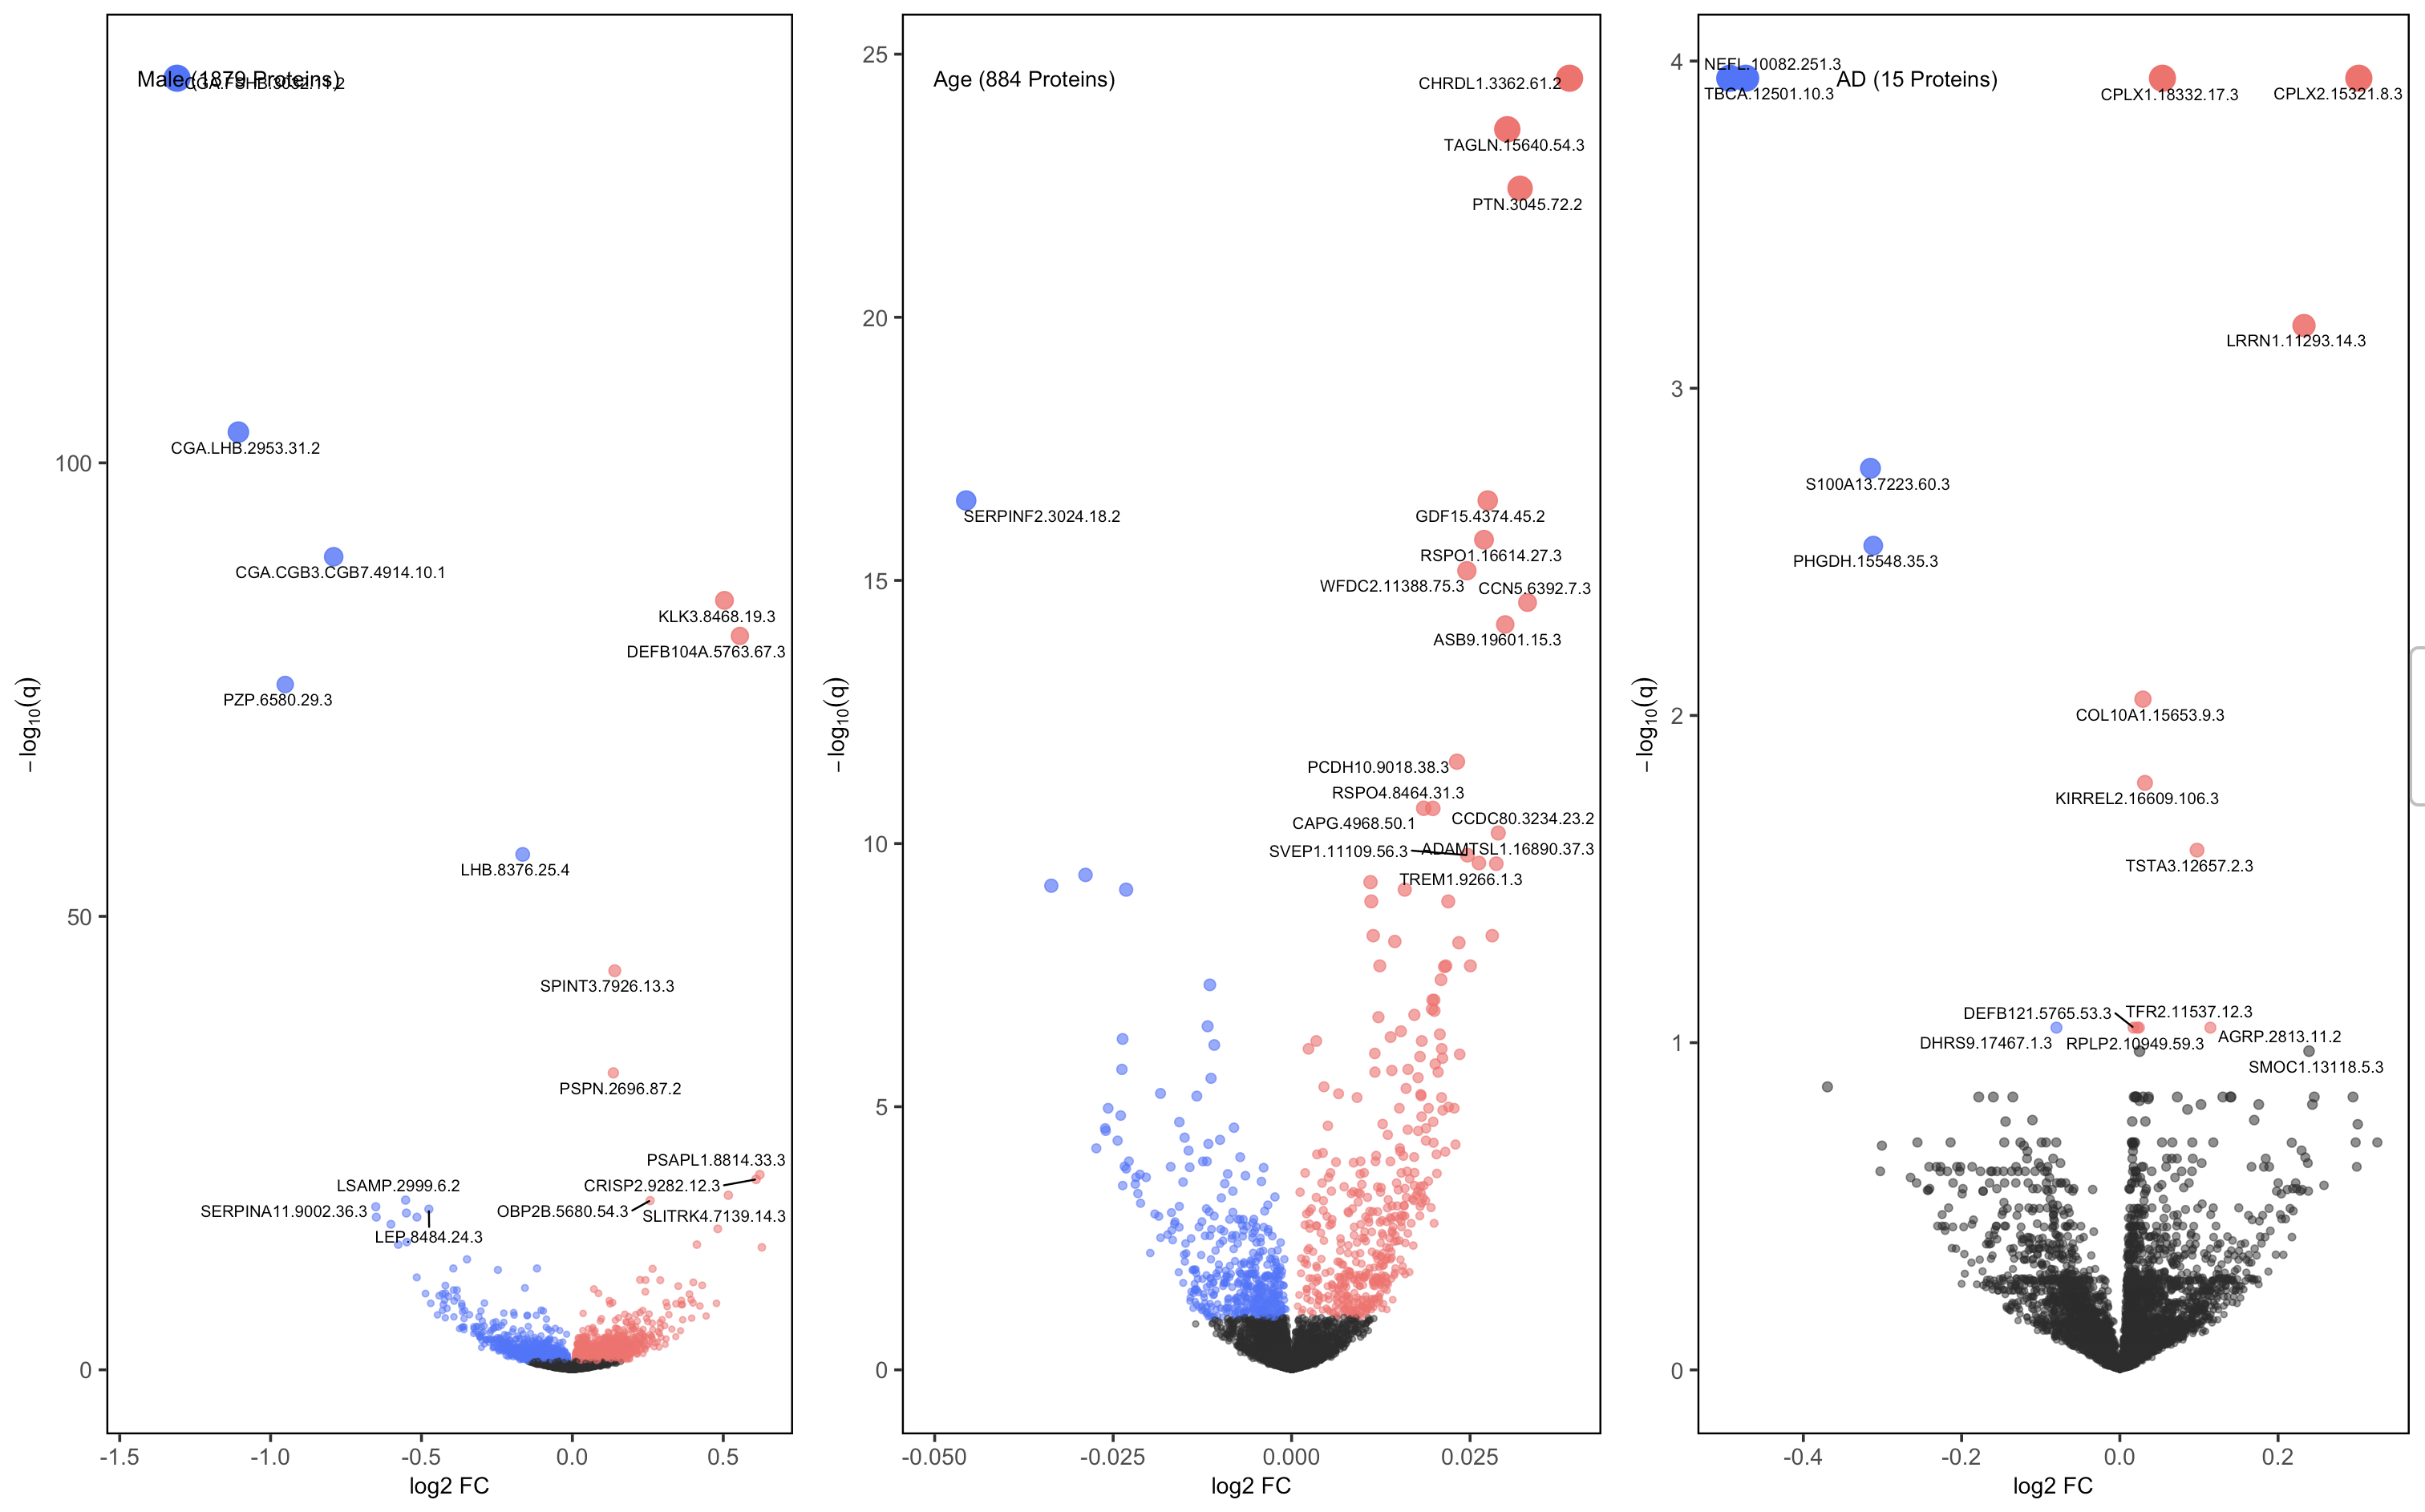 Male (1879 Proteins)
CGA.FSHB.3032.11.2
CGA.LHB.2953.31.2
CGA.CGB3.CGB7.4914.10.1
KLK3.8468.19.3
DEFB104A.5763.67.3
PZP.6580.29.3
LHB.8376.25.4
SPINT3.7926.13.3
PSPN.2696.87.2
PSAPL1.8814.33.3
LSAMP.2999.6.2
CRISP2.9282.12.3
SERPINA11.9002.36.3
OBP2B.5680.54.3
SLITRK4.7139.14.3
LEP.8484.24.3
100
50
0
−log10(q)
-1.5 -1.0 -0.5 0.0 0.5
log2 FC
Age (884 Proteins)
CHRDL1.3362.61.2
TAGLN.15640.54.3
PTN.3045.72.2
SERPINF2.3024.18.2
GDF15.4374.45.2
RSPO1.16614.27.3
WFDC2.11388.75.3
CCN5.6392.7.3
ASB9.19601.15.3
PCDH10.9018.38.3
RSPO4.8464.31.3
CAPG.4968.50.1
CCDC80.3234.23.2
SVEP1.11109.56.3
ADAMTSL1.16890.37.3
TREM1.9266.1.3
25
20
15
10
5
0
−log10(q)
-0.050 -0.025 0.000 0.025
log2 FC
AD (15 Proteins)
NEFL.10082.251.3
TBCA.12501.10.3
CPLX1.18332.17.3
CPLX2.15321.8.3
LRRN1.11293.14.3
S100A13.7223.60.3
PHGDH.15548.35.3
COL10A1.15653.9.3
KIRREL2.16609.106.3
TSTA3.12657.2.3
DEFB121.5765.53.3
TFR2.11537.12.3
DHRS9.17467.1.3
RPLP2.10949.59.3
AGRP.2813.11.2
SMOC1.13118.5.3
4
3
2
1
0
−log10(q)
-0.4 -0.2 0.0 0.2
log2 FC